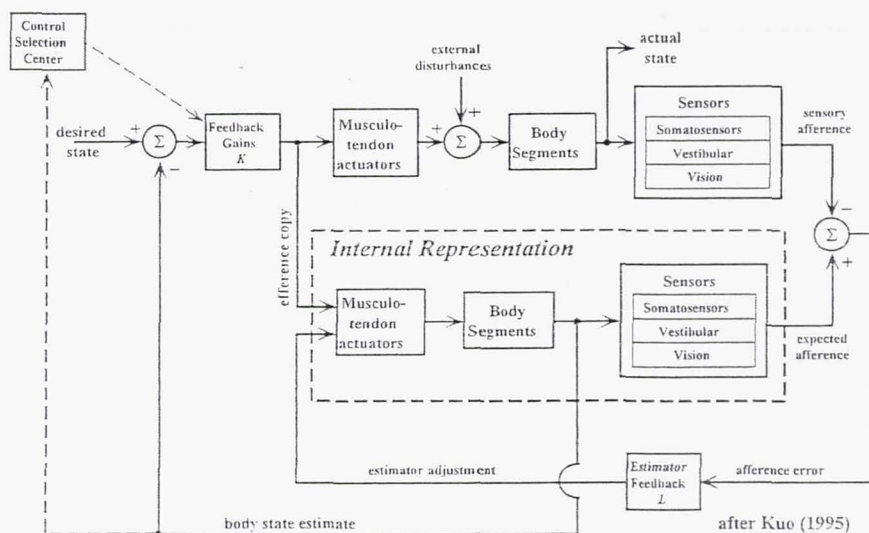 Control
Selection
Center
desired
state
+
Σ
−
Feedback
Gains
K
Musculo-
tendon
actuators
external
disturbances
+
+
Σ
Body
Segments
actual
state
Sensors
Somatosensors
Vestibular
Vision
sensory
afference
−
Σ
+
efference copy
Internal Representation
Musculo-
tendon
actuators
Body
Segments
Sensors
Somatosensors
Vestibular
Vision
expected
afference
estimator adjustment
Estimator
Feedback
L
afference error
body state estimate
after Kuo (1995)